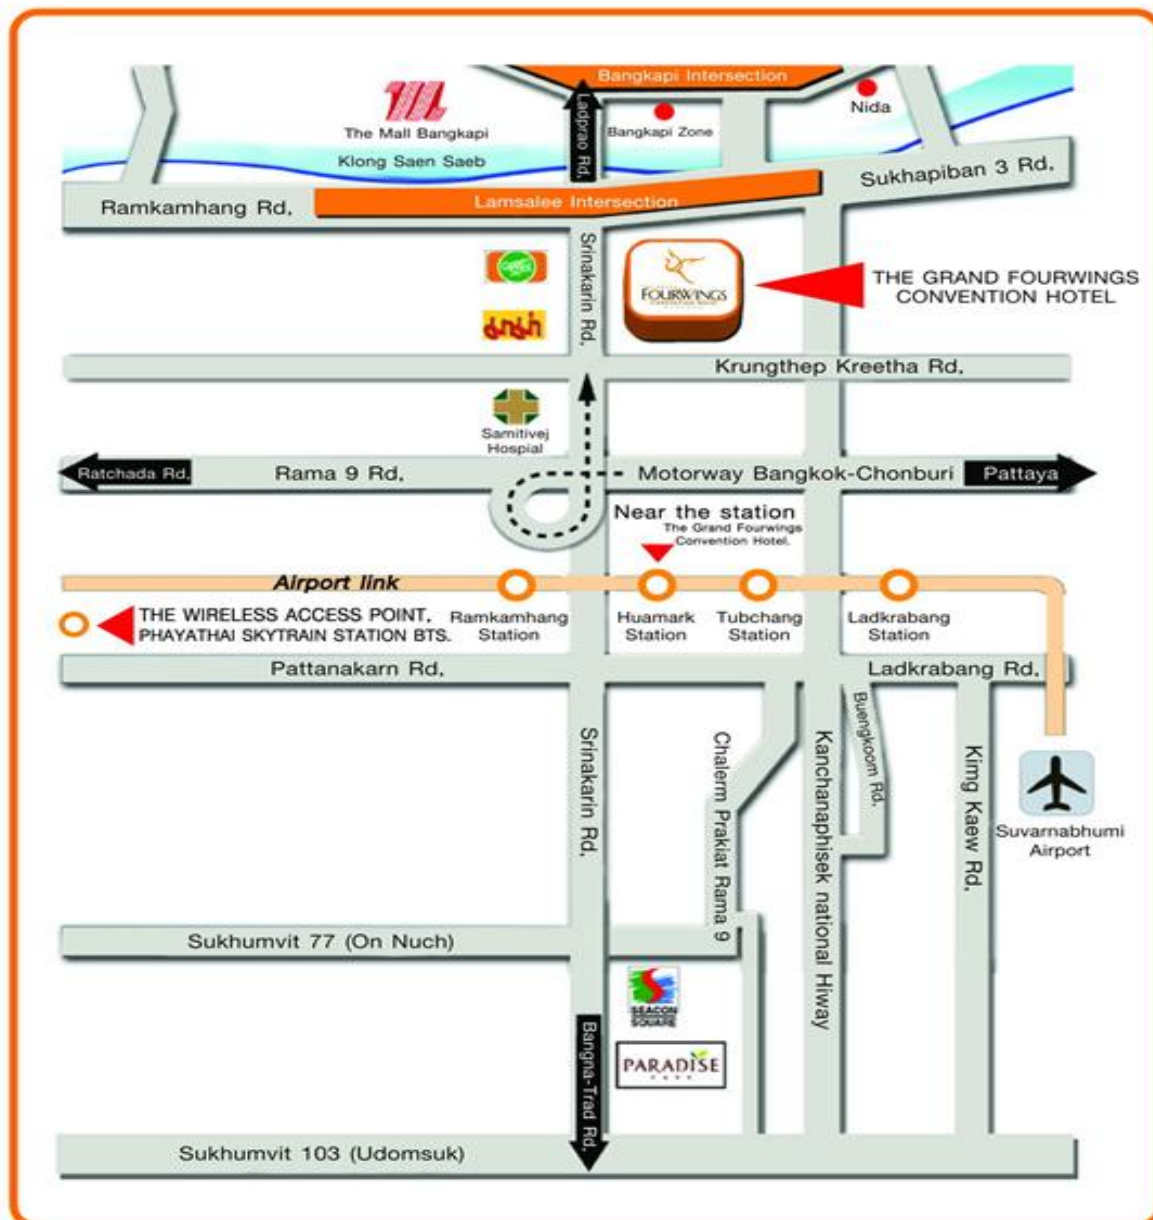 Bangkapi Intersection
Ladprao Rd.
The Mall Bangkapi
Bangkapi Zone
Nida
Klong Saen Saeb
Sukhapiban 3 Rd.
Ramkamhang Rd.
Lamsalee Intersection
Srinakarin Rd.
FOURWINGS
THE GRAND FOURWINGS
CONVENTION HOTEL
Krungthep Kreetha Rd.
Samitivej
Hospial
Ratchada Rd.
Rama 9 Rd.
Motorway Bangkok-Chonburi
Pattaya
Near the station
The Grand Fourwings
Convention Hotel.
Airport link
THE WIRELESS ACCESS POINT.
PHAYATHAI SKYTRAIN STATION BTS.
Ramkamhang
Station
Huamark
Station
Tubchang
Station
Ladkrabang
Station
Pattanakarn Rd.
Ladkrabang Rd.
Srinakarin Rd.
Chalerm Prakiat Rama 9
Kanchanaphisek national Hiway
Buengkoom Rd.
Kimg Kaew Rd.
Suvarnabhumi
Airport
Sukhumvit 77 (On Nuch)
SEACON
SQUARE
PARADISE
Bangna-Trad Rd.
Sukhumvit 103 (Udomsuk)